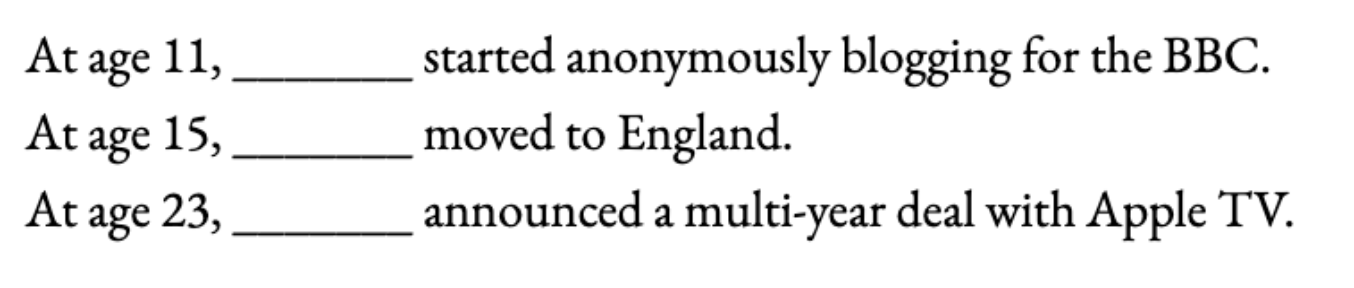 At age 11, _______ started anonymously blogging for the BBC.
At age 15, _______ moved to England.
At age 23, _______ announced a multi-year deal with Apple TV.